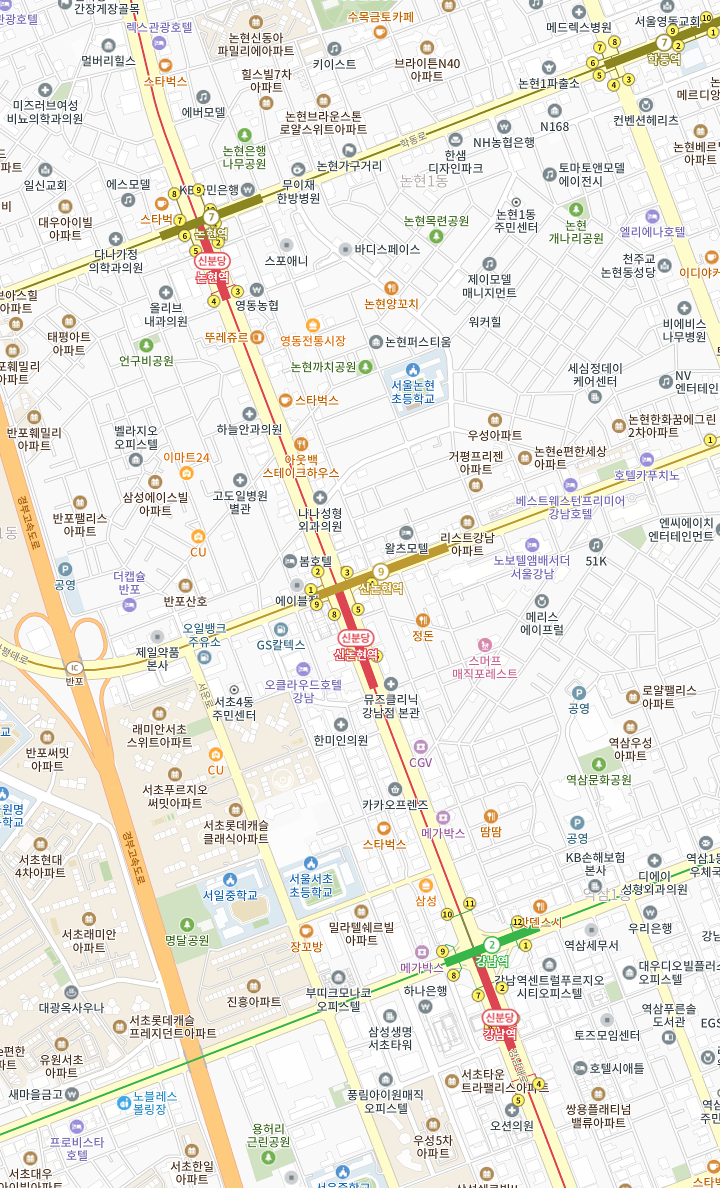 간장게장골목
렉스관광호텔
관광호텔
멀버리힐스
스타벅스
논현신동아
파밀리에아파트
수목금토카페
키이스트
브라이튼N40
아파트
메드렉스병원
서울영동교회
7
학동역
힐스빌7차
아파트
논현1파출소
미즈러브여성
비뇨의학과의원
에버모델
논현브라운스톤
로얄스위트아파트
N168
컨벤션헤리츠
논현은행
나무공원
논현가구거리
학동로
한샘
디자인파크
NH농협은행
논현1동
일신교회
에스모델
무이재
한방병원
토마토앤모델
에이전시
대우아이빌
아파트
7
논현역
신분당
논현역
논현목련공원
논현1동
주민센터
논현
개나리공원
엘리에나호텔
다나가정
의학과의원
스포애니
바디스페이스
천주교
논현동성당
제이모델
매니지먼트
올리브
내과의원
영동농협
논현양꼬치
워커힐
비에비스
나무병원
태평아트
아파트
뚜레쥬르
영동전통시장
논현퍼스티움
언구비공원
논현까치공원
서울논현
초등학교
세심정데이
케어센터
NV
엔터테인
스타벅스
반포훼밀리
아파트
벨라지오
오피스텔
하늘안과의원
우성아파트
논현한화꿈에그린
2차아파트
이마트24
아웃백
스테이크하우스
거평프리젠
아파트
논현e편한세상
아파트
호텔카푸치노
삼성에이스빌
아파트
고도일병원
별관
나나성형
외과의원
베스트웨스턴프리미어
강남호텔
반포팰리스
아파트
경부고속도로
CU
왈츠모텔
리스트강남
아파트
엔씨에이치
엔터테인먼트
공영
더캡슐
반포
봄호텔
노보텔앰배서더
서울강남
51K
반포산호
9
신논현역
메리스
에이프럴
제일약품
본사
오일뱅크
주유소
GS칼텍스
신분당
신논현역
정돈
IC
반포
서운로
서초4동
주민센터
오클라우드호텔
강남
뮤즈클리닉
강남점 본관
스머프
매직포레스트
공영
로얄팰리스
아파트
래미안서초
스위트아파트
한미인의원
반포써밋
아파트
CU
CGV
역삼우성
아파트
역삼문화공원
서초푸르지오
써밋아파트
카카오프렌즈
서초롯데캐슬
클래식아파트
스타벅스
메가박스
땀땀
공영
서초현대
4차아파트
경부고속도로
KB손해보험
본사
디에이
성형외과의원
서일중학교
서울서초
초등학교
삼성
서초래미안
아파트
명달공원
장꼬방
밀라텔쉐르빌
아파트
역삼세무서
우리은행
메가박스
2
강남역
대광옥사우나
진흥아파트
부띠크모나코
오피스텔
하나은행
강남역센트럴푸르지오
시티오피스텔
대우디오빌플러스
오피스텔
신분당
강남역
서초롯데캐슬
프레지던트아파트
삼성생명
서초타워
토즈모임센터
역삼푸른솔
도서관
유원서초
아파트
호텔시애틀
새마을금고
노블레스
볼링장
풍림아이원매직
오피스텔
서초타운
트라팰리스아파트
쌍용플래티넘
밸류아파트
프로비스타
호텔
용허리
근린공원
우성5차
아파트
오션의원
서초대우
아이빌아파트
서초한일
아파트
서운중학교